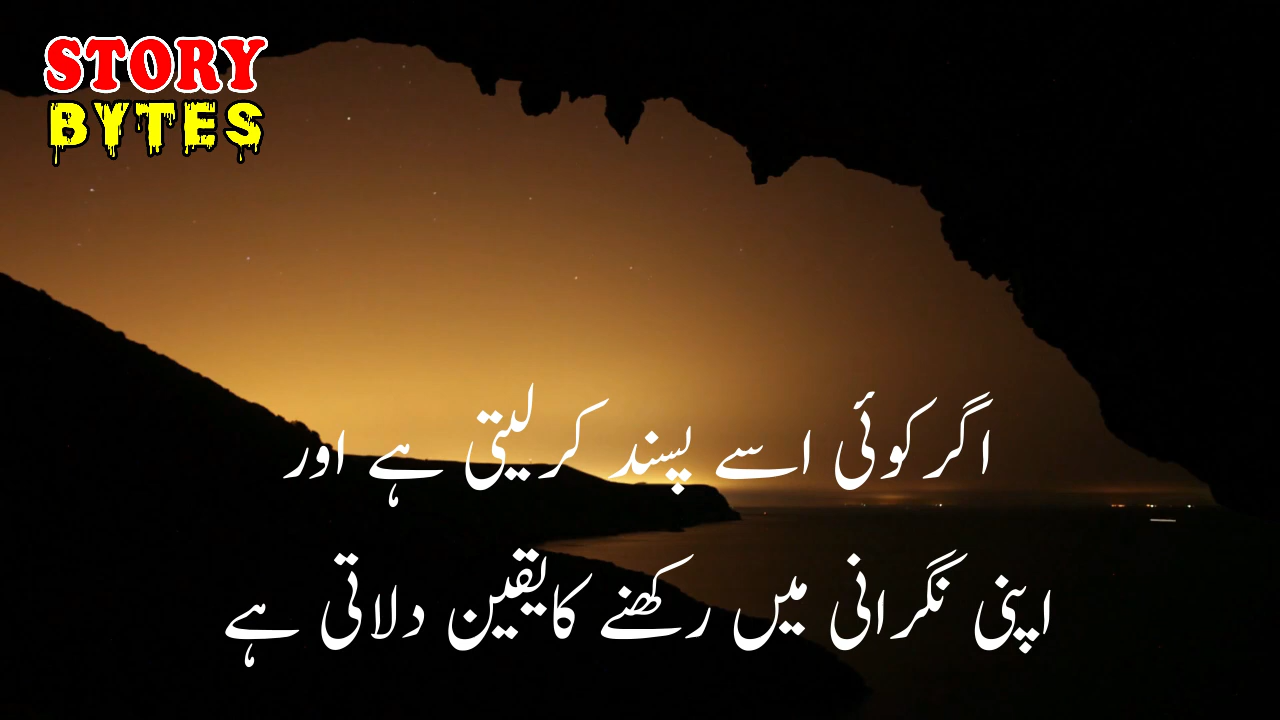 STORY
BYTES
اگر کوئی اسے پسند کر لیتی ہے اور
اپنی نگرانی میں رکھنے کا یقین دلاتی ہے